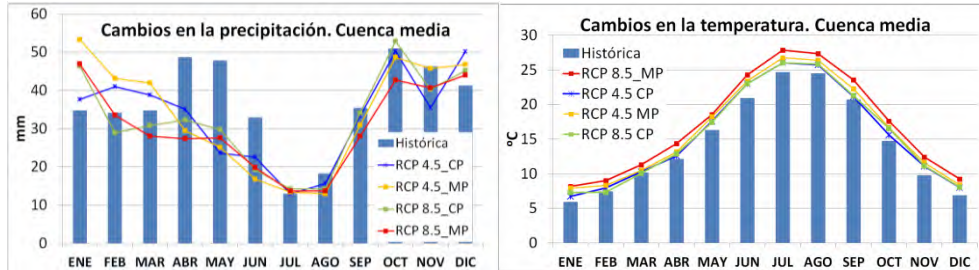 Cambios en la precipitación. Cuenca media
60
50
40
30
20
10
0
mm
Histórica
RCP 4.5_CP
RCP 4.5_MP
RCP 8.5_CP
RCP 8.5_MP
ENE FEB MAR ABR MAY JUN JUL AGO SEP OCT NOV DIC
Cambios en la temperatura. Cuenca media
30
25
20
15
10
5
0
ºC
Histórica
RCP 8.5_MP
RCP 4.5 CP
RCP 4.5 MP
RCP 8.5 CP
ENE FEB MAR ABR MAY JUN JUL AGO SEP OCT NOV DIC